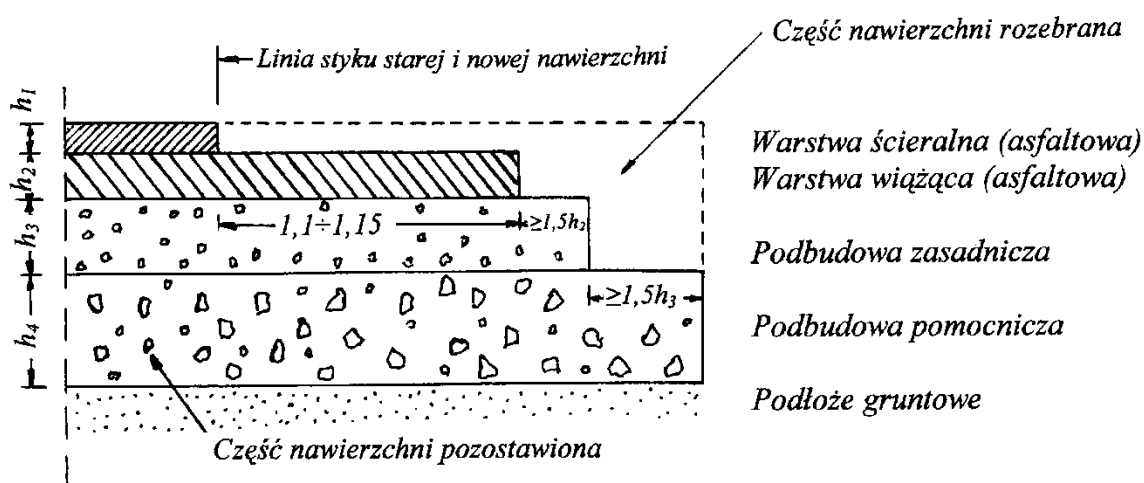 Część nawierzchni rozebrana
Linia styku starej i nowej nawierzchni
h₁
Warstwa ścieralna (asfaltowa)
h₂
Warstwa wiążąca (asfaltowa)
h₃
1,1÷1,15
≥1,5h₂
Podbudowa zasadnicza
≥1,5h₃
h₄
Podbudowa pomocnicza
Podłoże gruntowe
Część nawierzchni pozostawiona